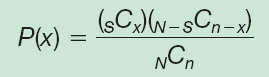 P(x) = (SCx)(N−SCn−x) / NCn